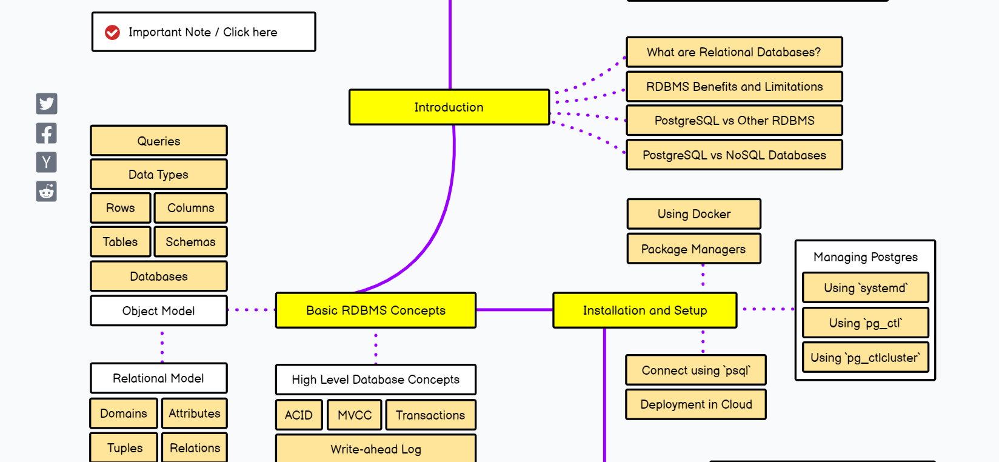 Important Note / Click here
What are Relational Databases?
RDBMS Benefits and Limitations
Introduction
PostgreSQL vs Other RDBMS
PostgreSQL vs NoSQL Databases
Queries
Data Types
Rows
Columns
Tables
Schemas
Databases
Object Model
Basic RDBMS Concepts
Installation and Setup
Using Docker
Package Managers
Managing Postgres
Using `systemd`
Using `pg_ctl`
Using `pg_ctlcluster`
Connect using `psql`
Deployment in Cloud
Relational Model
Domains
Attributes
Tuples
Relations
High Level Database Concepts
ACID
MVCC
Transactions
Write-ahead Log